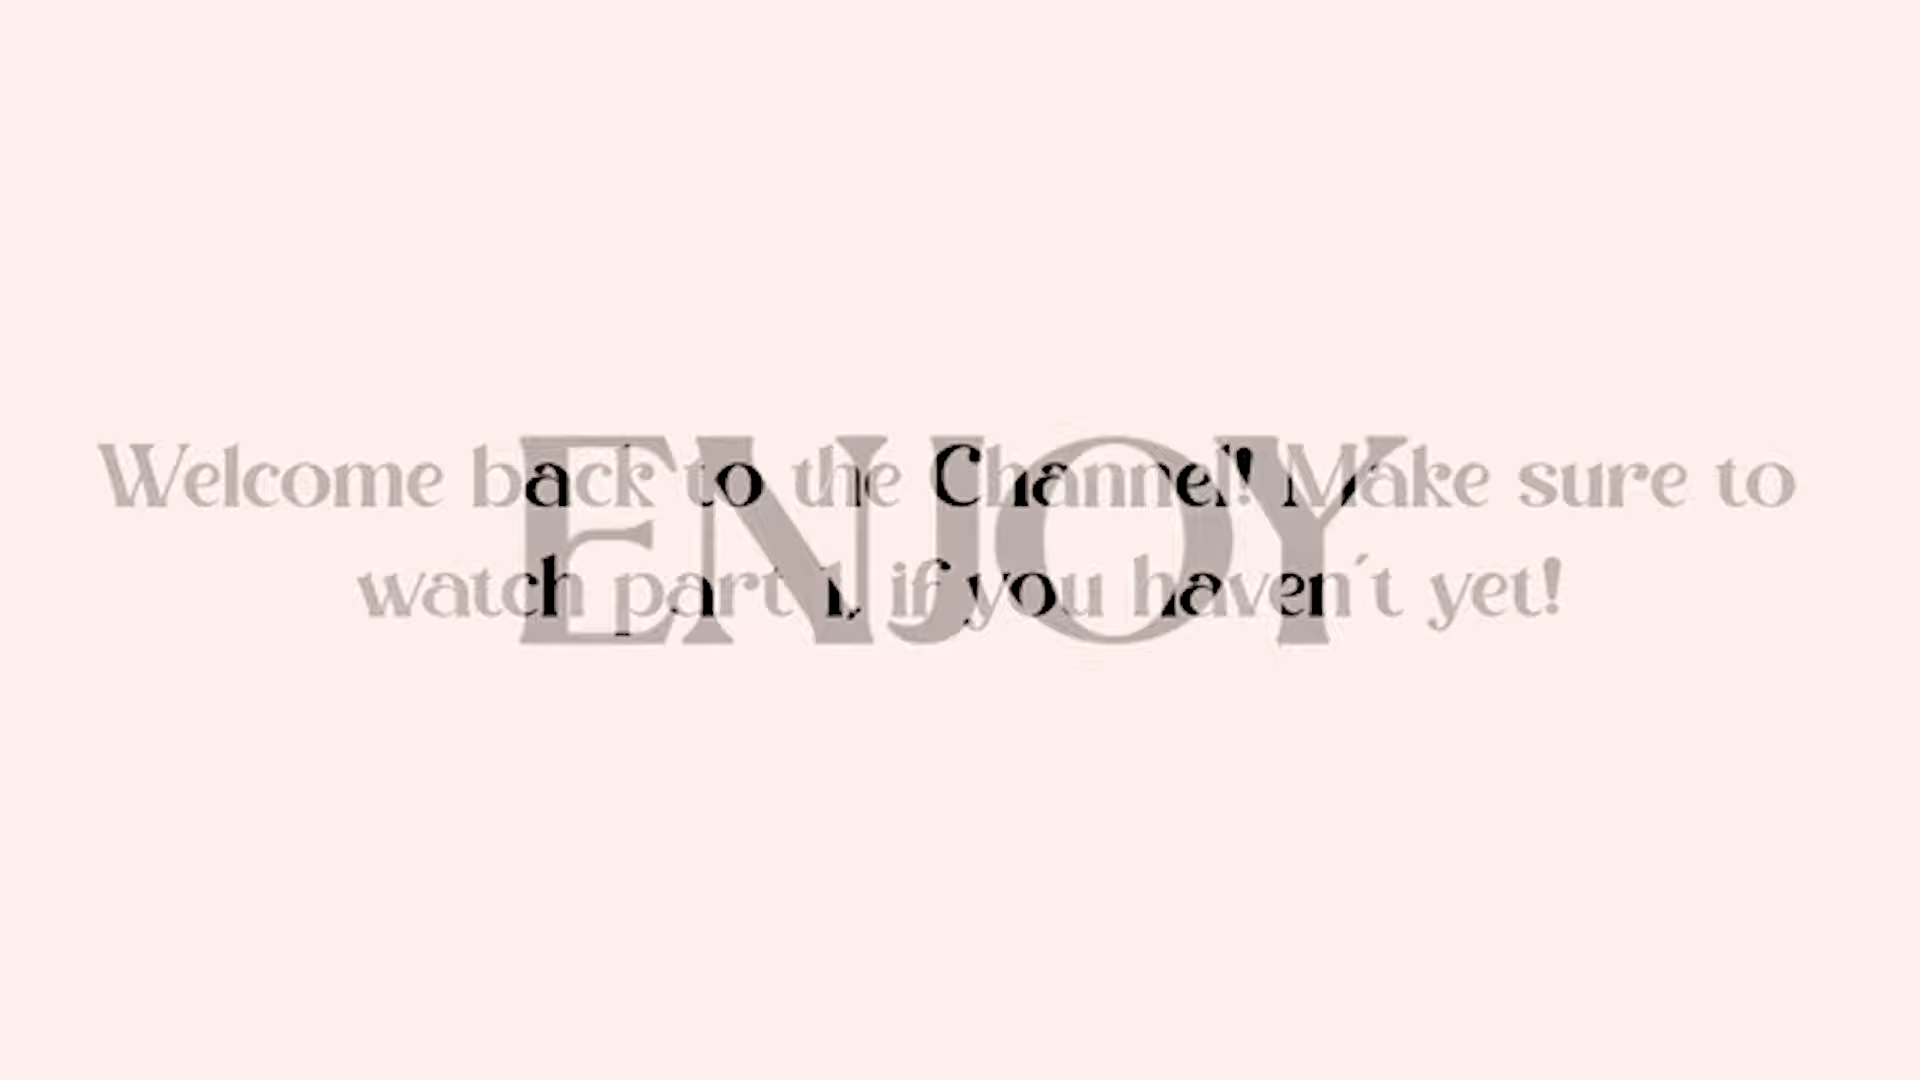 Welcome back to the Channel! Make sure to
watch part 1, if you haven´t yet!
ENJOY